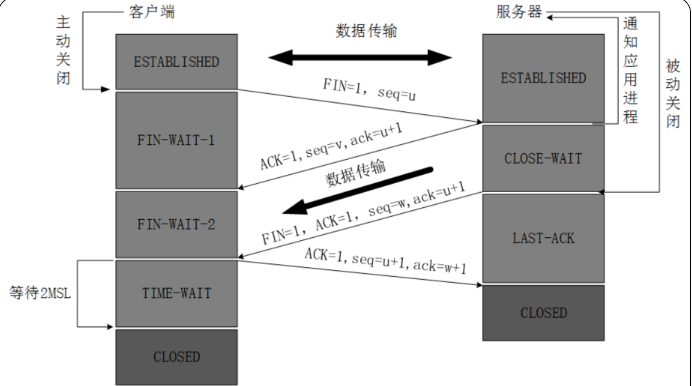 客户端
服务器
主动关闭
数据传输
通知应用进程
被动关闭
ESTABLISHED
ESTABLISHED
FIN=1, seq=u
FIN-WAIT-1
ACK=1,seq=v,ack=u+1
CLOSE-WAIT
数据传输
FIN-WAIT-2
FIN=1, ACK=1, seq=w,ack=u+1
LAST-ACK
ACK=1,seq=u+1,ack=w+1
等待2MSL
TIME-WAIT
CLOSED
CLOSED